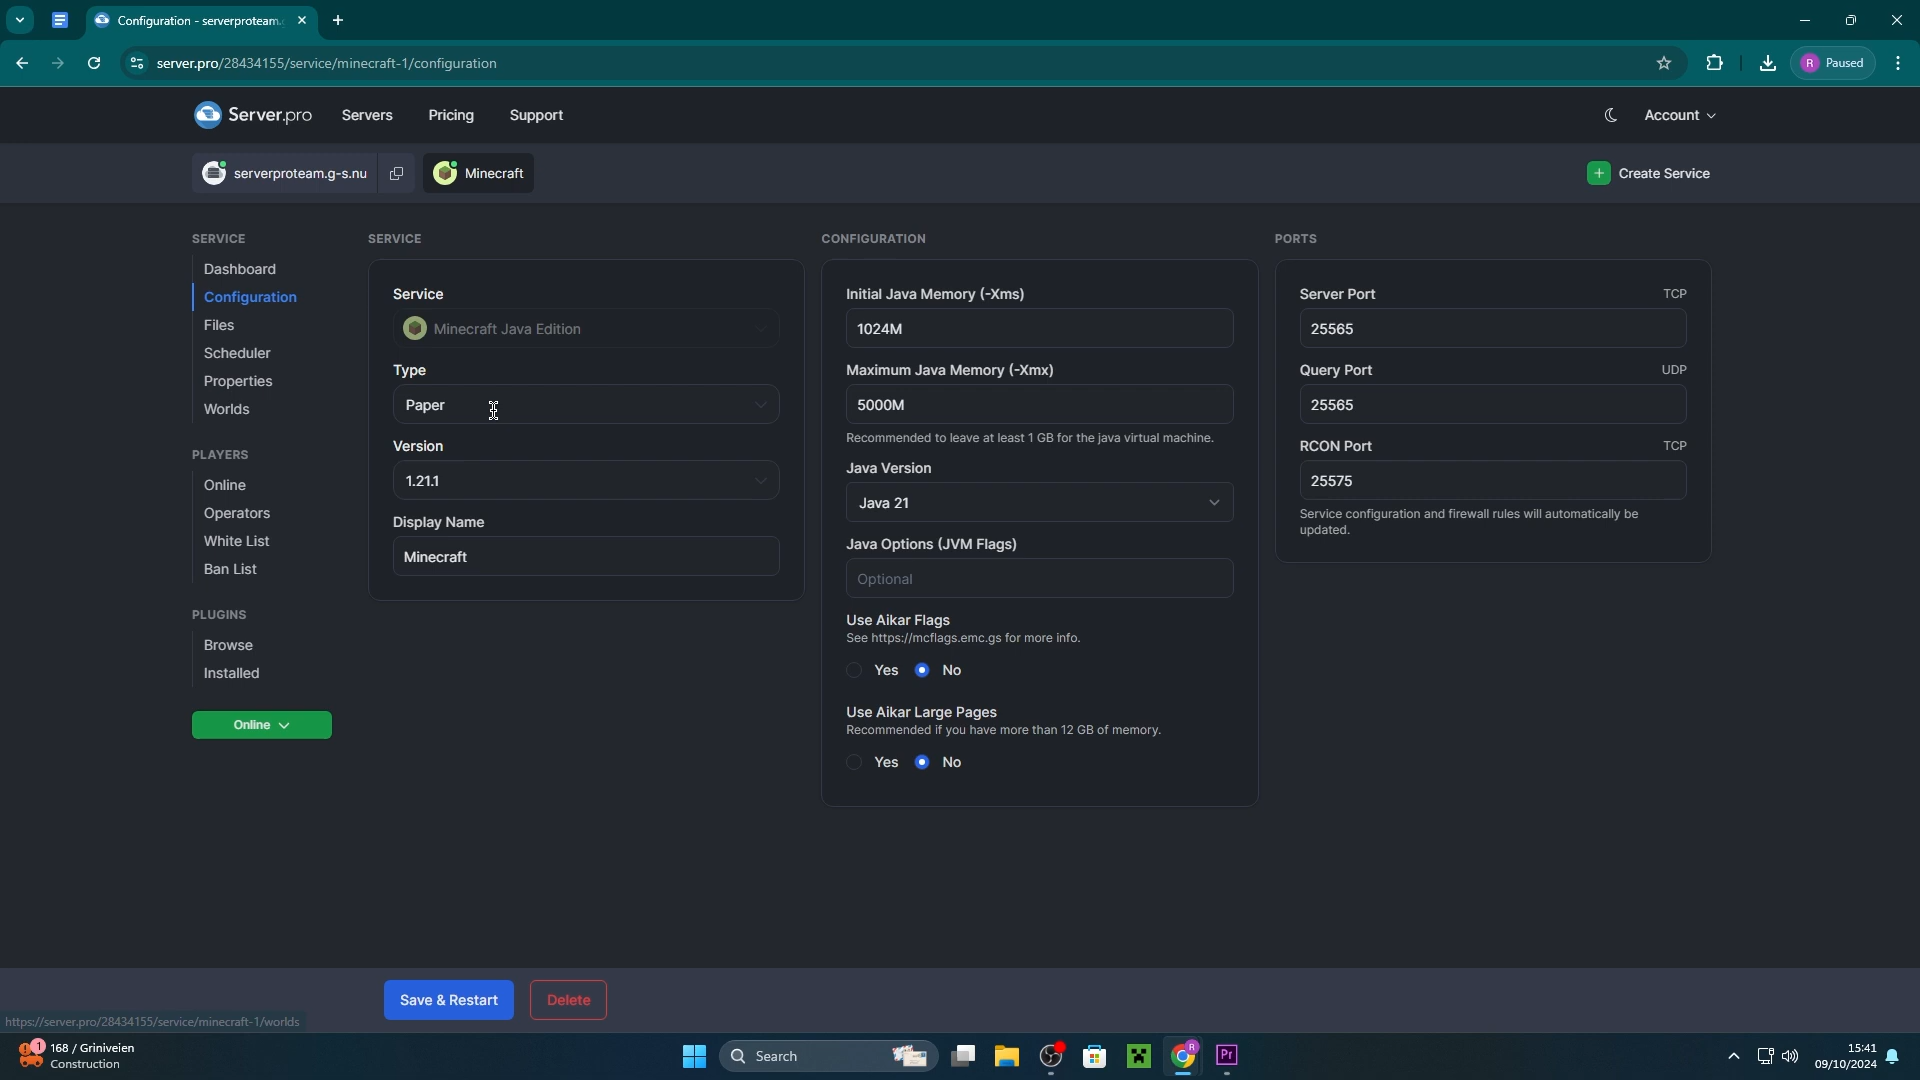 Configuration - serverproteam.
server.pro/28434155/service/minecraft-1/configuration
R Paused
Server.pro Servers Pricing Support Account
serverproteam.g-s.nu Minecraft Create Service
SERVICE
Dashboard
Configuration
Files
Scheduler
Properties
Worlds
PLAYERS
Online
Operators
White List
Ban List
PLUGINS
Browse
Installed
Online
SERVICE
Service
Minecraft Java Edition
Type
Paper
Version
1.21.1
Display Name
Minecraft
CONFIGURATION
Initial Java Memory (-Xms)
1024M
Maximum Java Memory (-Xmx)
5000M
Recommended to leave at least 1 GB for the java virtual machine.
Java Version
Java 21
Java Options (JVM Flags)
Optional
Use Aikar Flags
See https://mcflags.emc.gs for more info.
Yes No
Use Aikar Large Pages
Recommended if you have more than 12 GB of memory.
Yes No
PORTS
Server Port TCP
25565
Query Port UDP
25565
RCON Port TCP
25575
Service configuration and firewall rules will automatically be
updated.
Save & Restart Delete
https://server.pro/28434155/service/minecraft-1/worlds
1 168 / Griniveien
Construction
Search
R
Pr
15:41
09/10/2024